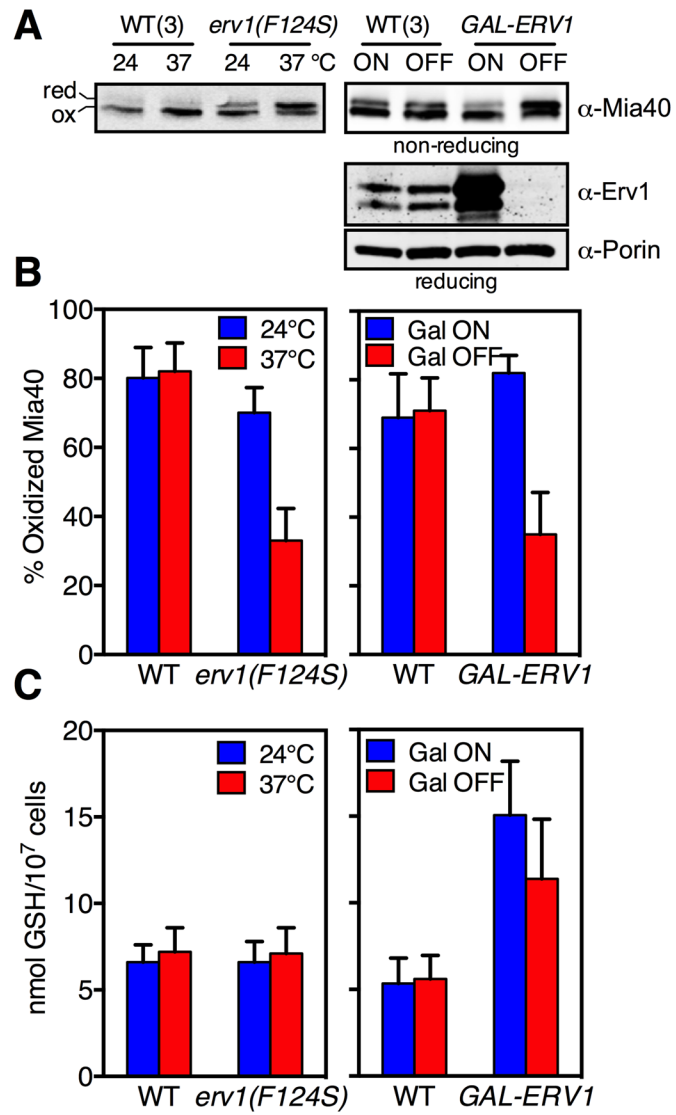 A
WT(3) erv1(F124S) WT(3) GAL-ERV1
24 37 24 37 °C ON OFF ON OFF
red
ox
α-Mia40
non-reducing
α-Erv1
α-Porin
reducing
B
% Oxidized Mia40
100
80
60
40
20
0
24°C
37°C
Gal ON
Gal OFF
WT erv1(F124S) WT GAL-ERV1
C
nmol GSH/10⁷ cells
20
15
10
5
0
24°C
37°C
Gal ON
Gal OFF
WT erv1(F124S) WT GAL-ERV1